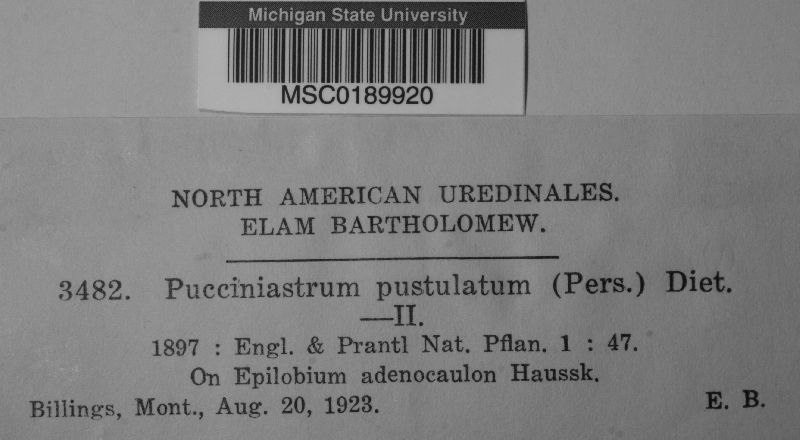 Michigan State University
MSC0189920
NORTH AMERICAN UREDINALES.
ELAM BARTHOLOMEW.
3482. Pucciniastrum pustulatum (Pers.) Diet.
—II.
1897 : Engl. & Prantl Nat. Pflan. 1 : 47.
On Epilobium adenocaulon Haussk.
Billings, Mont., Aug. 20, 1923. E. B.